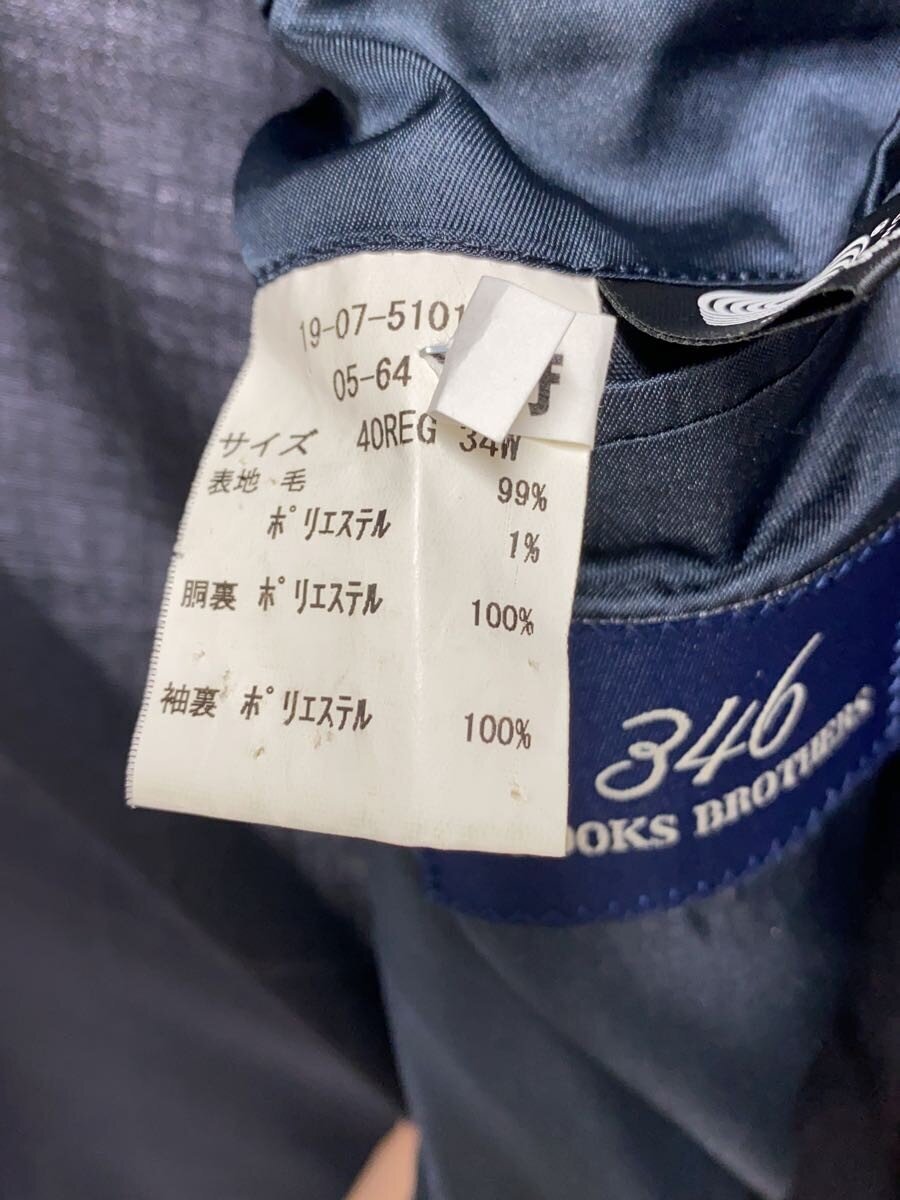 19-07-5101
05-64
サイズ 40REG 34W
表地 毛 99%
ポリエステル 1%
胴裏 ポリエステル 100%
袖裏 ポリエステル 100%
346
BROTHERS